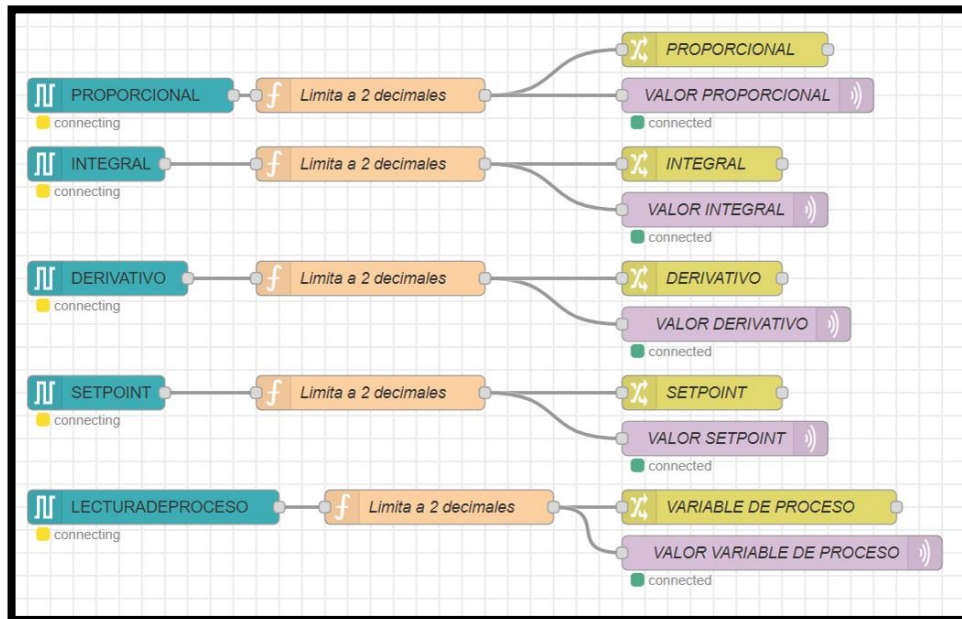 PROPORCIONAL
PROPORCIONAL
Limita a 2 decimales
VALOR PROPORCIONAL
connecting
connected
INTEGRAL
Limita a 2 decimales
INTEGRAL
connecting
VALOR INTEGRAL
connected
DERIVATIVO
Limita a 2 decimales
DERIVATIVO
connecting
VALOR DERIVATIVO
connected
SETPOINT
Limita a 2 decimales
SETPOINT
connecting
VALOR SETPOINT
connected
LECTURADEPROCESO
Limita a 2 decimales
VARIABLE DE PROCESO
connecting
VALOR VARIABLE DE PROCESO
connected